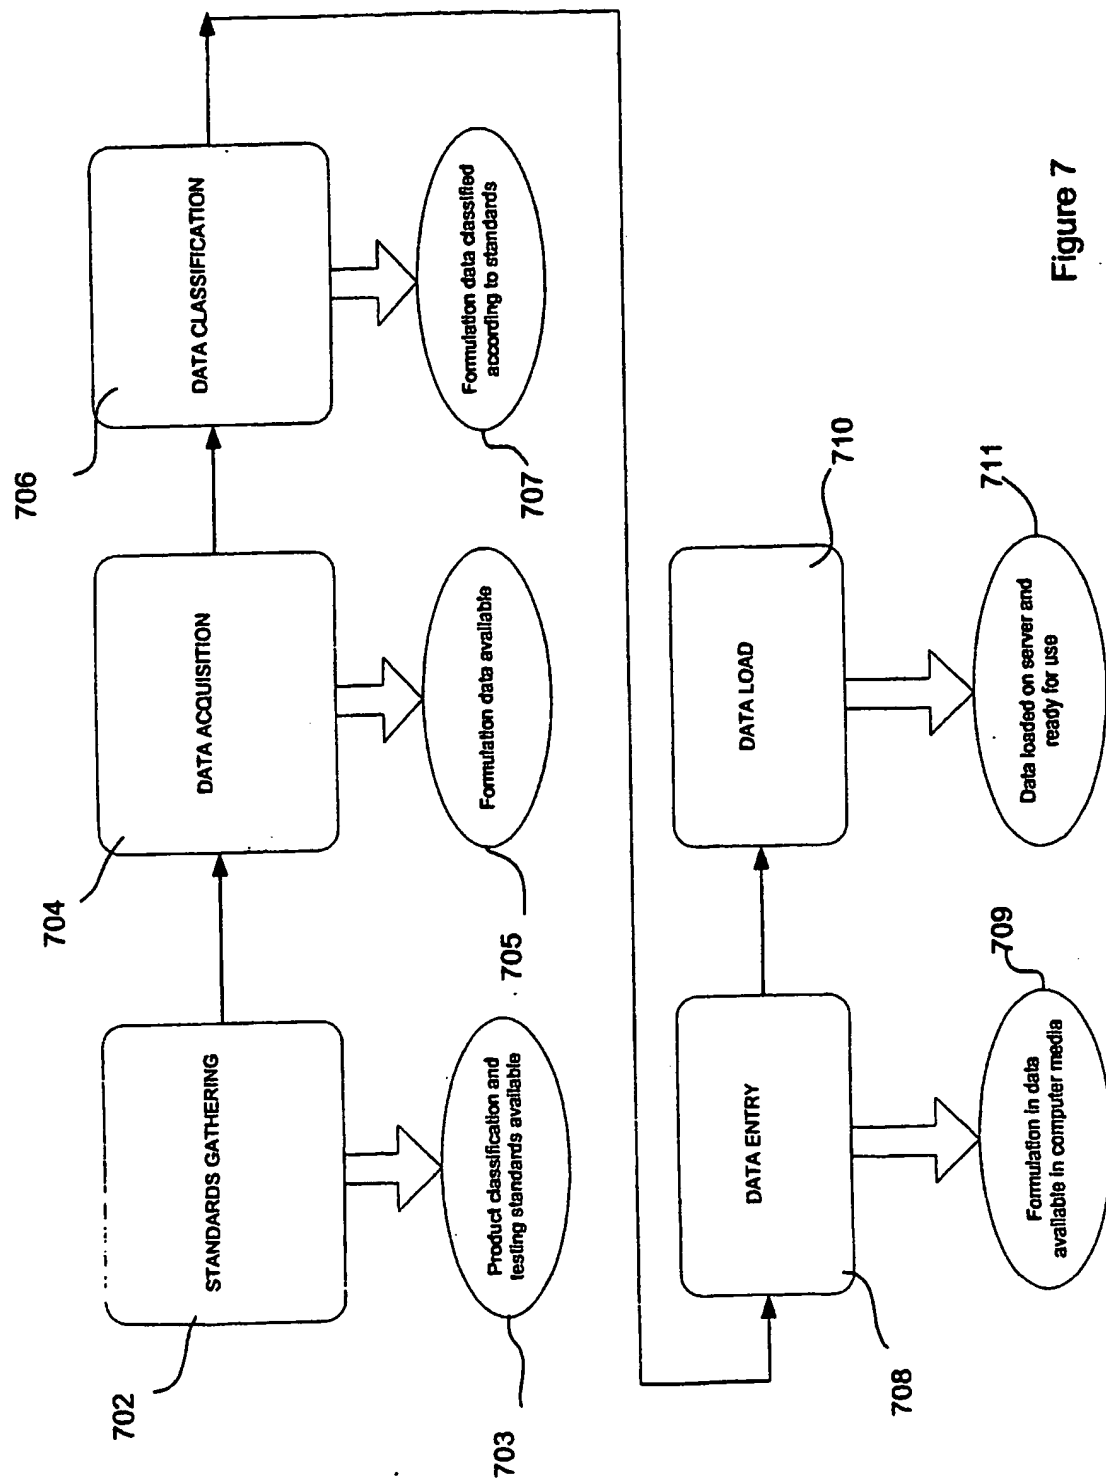 702
STANDARDS GATHERING
703
Product classification and
testing standards available
704
DATA ACQUISITION
705
Formulation data available
706
DATA CLASSIFICATION
707
Formulation data classified
according to standards
708
DATA ENTRY
709
Formulation in data
available in computer media
710
DATA LOAD
711
Data loaded on server and
ready for use
Figure 7